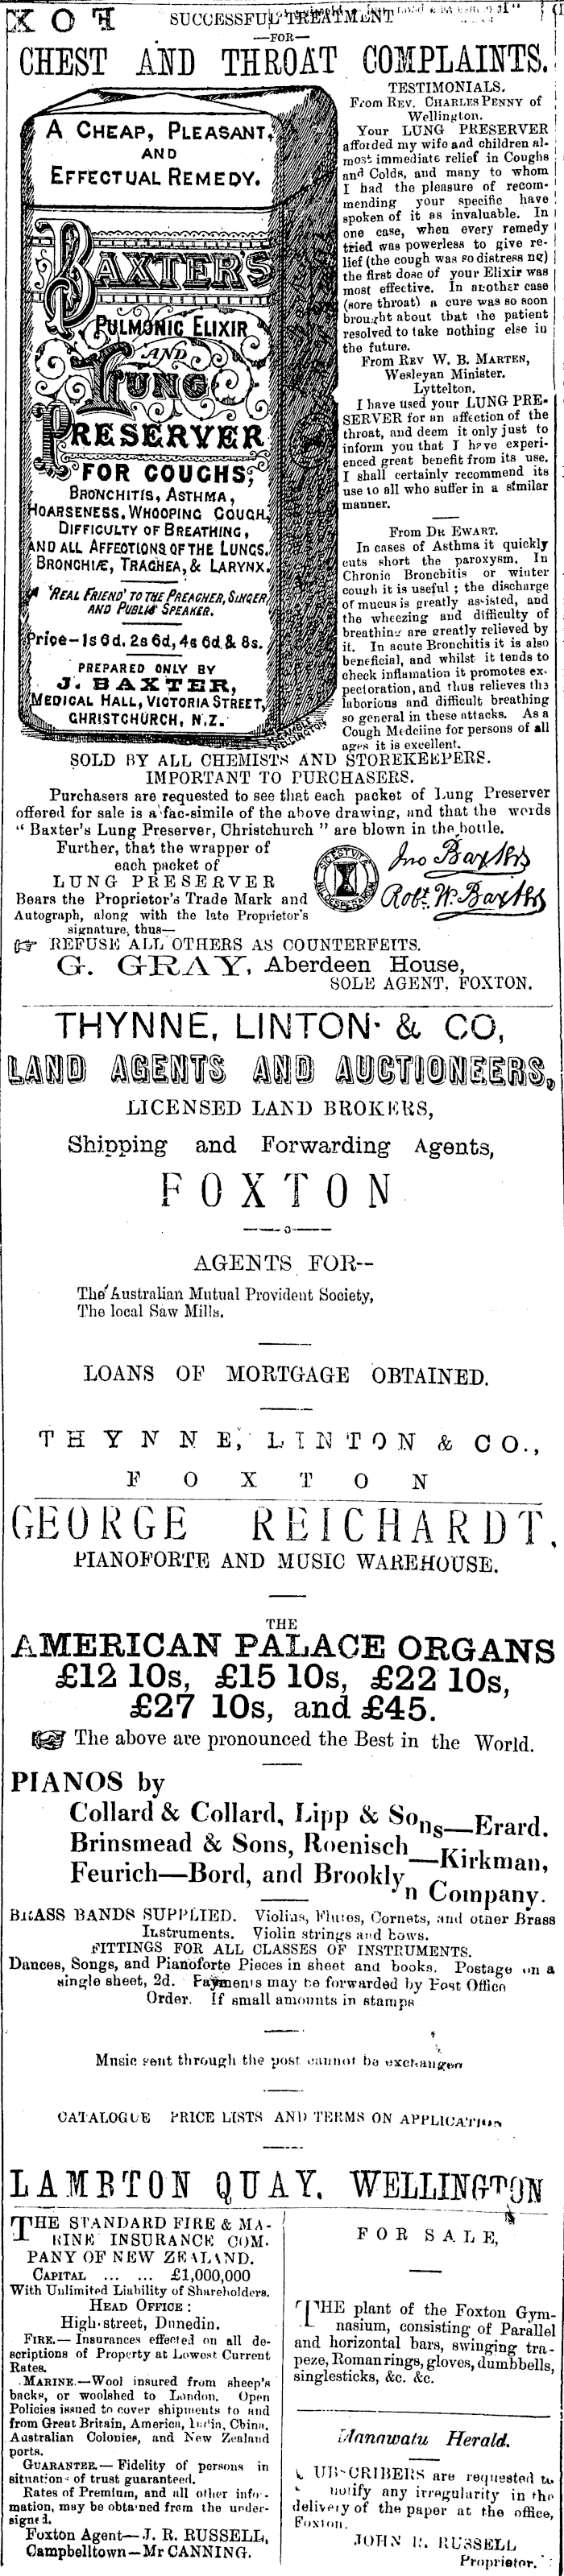 SUCCESSFUL TREATMENT
—FOR—
CHEST AND THROAT COMPLAINTS.
A CHEAP, PLEASANT,
AND
EFFECTUAL REMEDY.
BAXTER'S
PULMONIC ELIXIR
AND
LUNG
PRESERVER
FOR COUGHS,
BRONCHITIS, ASTHMA,
HOARSENESS, WHOOPING COUGH,
DIFFICULTY OF BREATHING,
AND ALL AFFECTIONS OF THE LUNGS,
BRONCHIÆ, TRACHEA, & LARYNX.
A 'REAL FRIEND' TO THE PREACHER, SINGER
AND PUBLIC SPEAKER.
Price—1s 6d. 2s 6d, 4s 6d & 8s.
PREPARED ONLY BY
J. BAXTER,
MEDICAL HALL, VICTORIA STREET,
CHRISTCHURCH, N.Z.
TESTIMONIALS.
From REV. CHARLES PENNY of
Wellington.
Your LUNG PRESERVER
afforded my wife and children al-
most immediate relief in Coughs
and Colds, and many to whom
I had the pleasure of recom-
mending your specific have
spoken of it as invaluable. In
one case, when every remedy
tried was powerless to give re-
lief (the cough was so distressing)
the first dose of your Elixir was
most effective. In another case
(sore throat) a cure was so soon
brought about that the patient
resolved to take nothing else in
the future.
From REV W. B. MARTEN,
Wesleyan Minister.
Lyttelton.
I have used your LUNG PRE-
SERVER for an affection of the
throat, and deem it only just to
inform you that I have experi-
enced great benefit from its use.
I shall certainly recommend its
use to all who suffer in a similar
manner.
From DR EWART.
In cases of Asthma it quickly
cuts short the paroxysm. In
Chronic Bronchitis or winter
cough it is useful ; the discharge
of mucus is greatly assisted, and
the wheezing and difficulty of
breathing are greatly relieved by
it. In acute Bronchitis it is also
beneficial, and whilst it tends to
check inflamation it promotes ex-
pectoration, and thus relieves the
laborious and difficult breathing
so general in these attacks. As a
Cough Medciine for persons of all
ages it is excellent.
SOLD BY ALL CHEMISTS AND STOREKEEPERS.
IMPORTANT TO PURCHASERS.
Purchasers are requested to see that each packet of Lung Preserver
offered for sale is a fac-simile of the above drawing, and that the words
" Baxter's Lung Preserver, Christchurch " are blown in the bottle.
Further, that the wrapper of
each packet of
LUNG PRESERVER
Bears the Proprietor's Trade Mark and
Autograph, along with the late Proprietor's
signature, thus—
Jno Baxter
Robt. W. Baxter
☞ REFUSE ALL OTHERS AS COUNTERFEITS.
G. GRAY, Aberdeen House,
SOLE AGENT, FOXTON.
THYNNE, LINTON & CO,
LAND AGENTS AND AUCTIONEERS,
LICENSED LAND BROKERS,
Shipping and Forwarding Agents,
FOXTON
——o——
AGENTS FOR--
The Australian Mutual Provident Society,
The local Saw Mills.
LOANS OF MORTGAGE OBTAINED.
THYNNE, LINTON & CO.,
FOXTON
GEORGE REICHARDT,
PIANOFORTE AND MUSIC WAREHOUSE.
THE
AMERICAN PALACE ORGANS
£12 10s, £15 10s, £22 10s,
£27 10s, and £45.
☞ The above are pronounced the Best in the World.
PIANOS by
Collard & Collard, Lipp & Sons—Erard.
Brinsmead & Sons, Roenisch—Kirkman,
Feurich—Bord, and Brooklyn Company.
BRASS BANDS SUPPLIED. Violins, Flutes, Cornets, and other Brass
Instruments. Violin strings and bows.
FITTINGS FOR ALL CLASSES OF INSTRUMENTS.
Dances, Songs, and Pianoforte Pieces in sheet and books. Postage on a
single sheet, 2d. Payments may be forwarded by Post Office
Order. If small amounts in stamps
Music sent through the post cannot be exchanged
CATALOGUE PRICE LISTS AND TERMS ON APPLICATION
LAMBTON QUAY, WELLINGTON
THE STANDARD FIRE & MA-
RINE INSURANCE COM-
PANY OF NEW ZEALAND.
CAPITAL ... ... £1,000,000
With Unlimited Liability of Shareholders.
HEAD OFFICE :
High-street, Dunedin.
FIRE.— Insurances effected on all de-
scriptions of Property at Lowest Current
Rates.
MARINE.—Wool insured from sheep's
backs, or woolshed to London. Open
Policies issued to cover shipments to and
from Great Britain, America, India, China,
Australian Colonies, and New Zealand
ports.
GUARANTEE.— Fidelity of persons in
situations of trust guaranteed.
Rates of Premium, and all other infor-
mation, may be obtained from the under-
signed.
Foxton Agent—J. R. RUSSELL,
Campbelltown—Mr CANNING.
FOR SALE,
THE plant of the Foxton Gym-
nasium, consisting of Parallel
and horizontal bars, swinging tra-
peze, Roman rings, gloves, dumbbells,
singlesticks, &c. &c.
Manawatu Herald.
SUBSCRIBERS are requested to
notify any irregularity in the
delivery of the paper at the office,
Foxton.
JOHN R. RUSSELL
Proprietor.